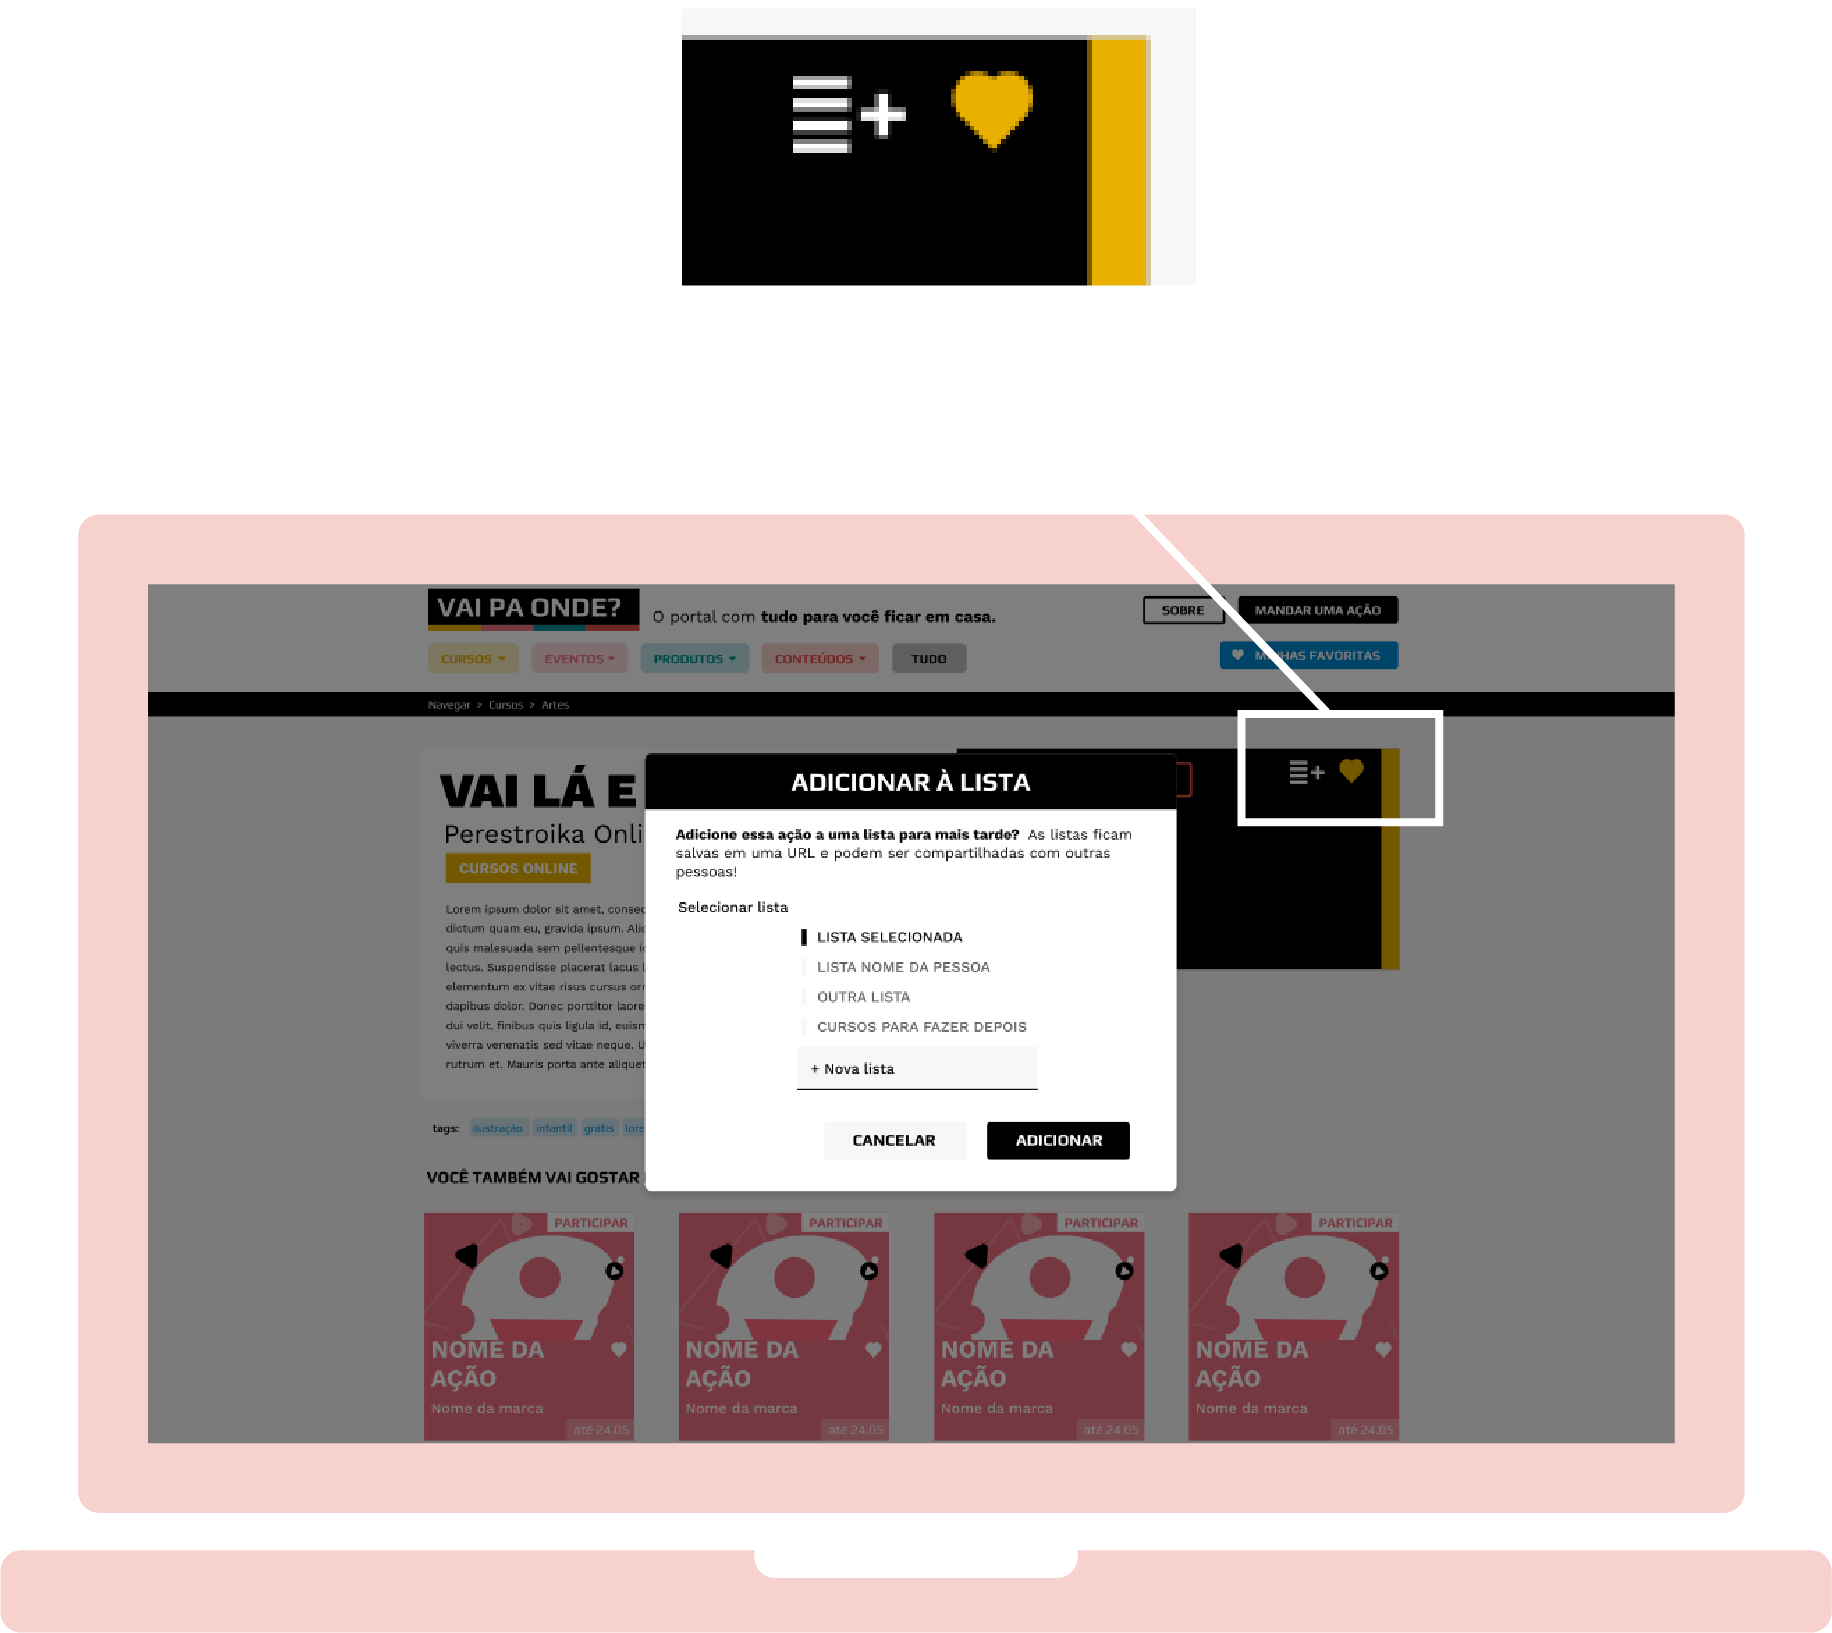 VAI PA ONDE?
O portal com tudo para você ficar em casa.
SOBRE
MANDAR UMA AÇÃO
CURSOS
EVENTOS
PRODUTOS
CONTEÚDOS
TUDO
MINHAS FAVORITAS
Navegar > Cursos > Artes
VAI LÁ E
Perestroika Onli
CURSOS ONLINE
Lorem ipsum dolor sit amet, consec
dictum quam eu, gravida ipsum. Alic
quis malesuada sem pellentesque i
lectus. Suspendisse placerat lacus l
elementum ex vitae risus cursus orn
dapibus dolor. Donec porttitor laore
dui velit, finibus quis ligula id, euism
viverra venenatis sed vitae neque. U
rutrum et. Mauris porta ante aliquet
tags: ilustração infantil grátis lore
ADICIONAR À LISTA
Adicione essa ação a uma lista para mais tarde? As listas ficam
salvas em uma URL e podem ser compartilhadas com outras
pessoas!
Selecionar lista
LISTA SELECIONADA
LISTA NOME DA PESSOA
OUTRA LISTA
CURSOS PARA FAZER DEPOIS
+ Nova lista
CANCELAR
ADICIONAR
VOCÊ TAMBÉM VAI GOSTAR
PARTICIPAR
NOME DA
AÇÃO
Nome da marca
até 24.05
PARTICIPAR
NOME DA
AÇÃO
Nome da marca
até 24.05
PARTICIPAR
NOME DA
AÇÃO
Nome da marca
até 24.05
PARTICIPAR
NOME DA
AÇÃO
Nome da marca
até 24.05